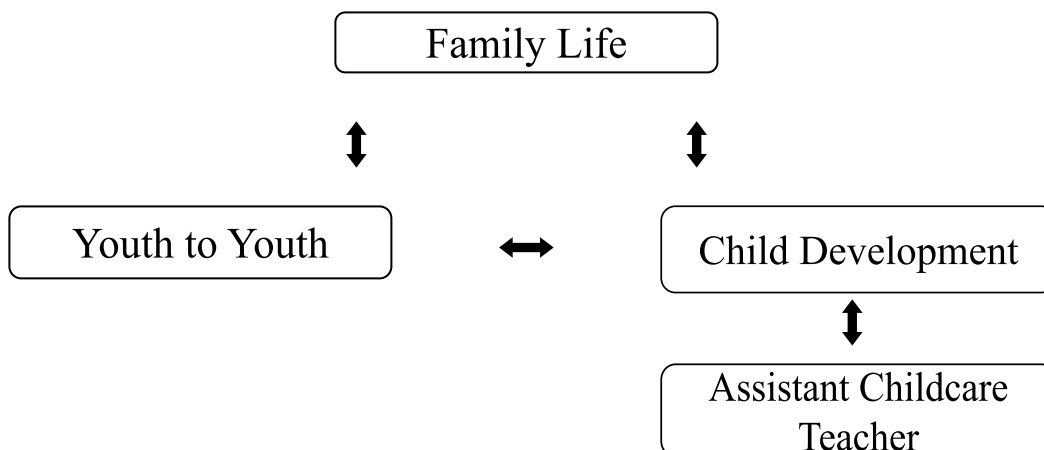 Family Life
Youth to Youth
Child Development
Assistant Childcare
Teacher